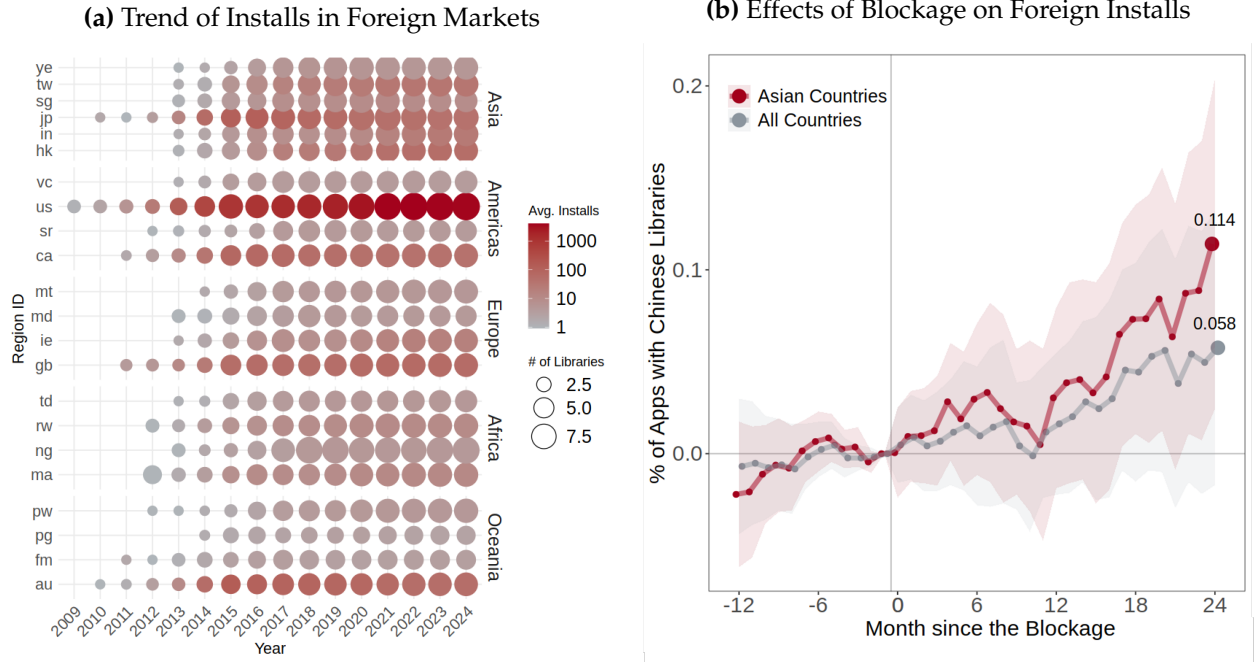 (a) Trend of Installs in Foreign Markets
ye
tw
sg
jp
in
hk
Asia
vc
us
sr
ca
Americas
mt
md
ie
gb
Europe
td
rw
ng
ma
Africa
pw
pg
fm
au
Oceania
Region ID
2009 2010 2011 2012 2013 2014 2015 2016 2017 2018 2019 2020 2021 2022 2023 2024
Year
Avg. Installs
1000
100
10
1
# of Libraries
2.5
5.0
7.5
(b) Effects of Blockage on Foreign Installs
% of Apps with Chinese Libraries
0.2
0.1
0.0
Asian Countries
All Countries
0.114
0.058
-12 -6 0 6 12 18 24
Month since the Blockage